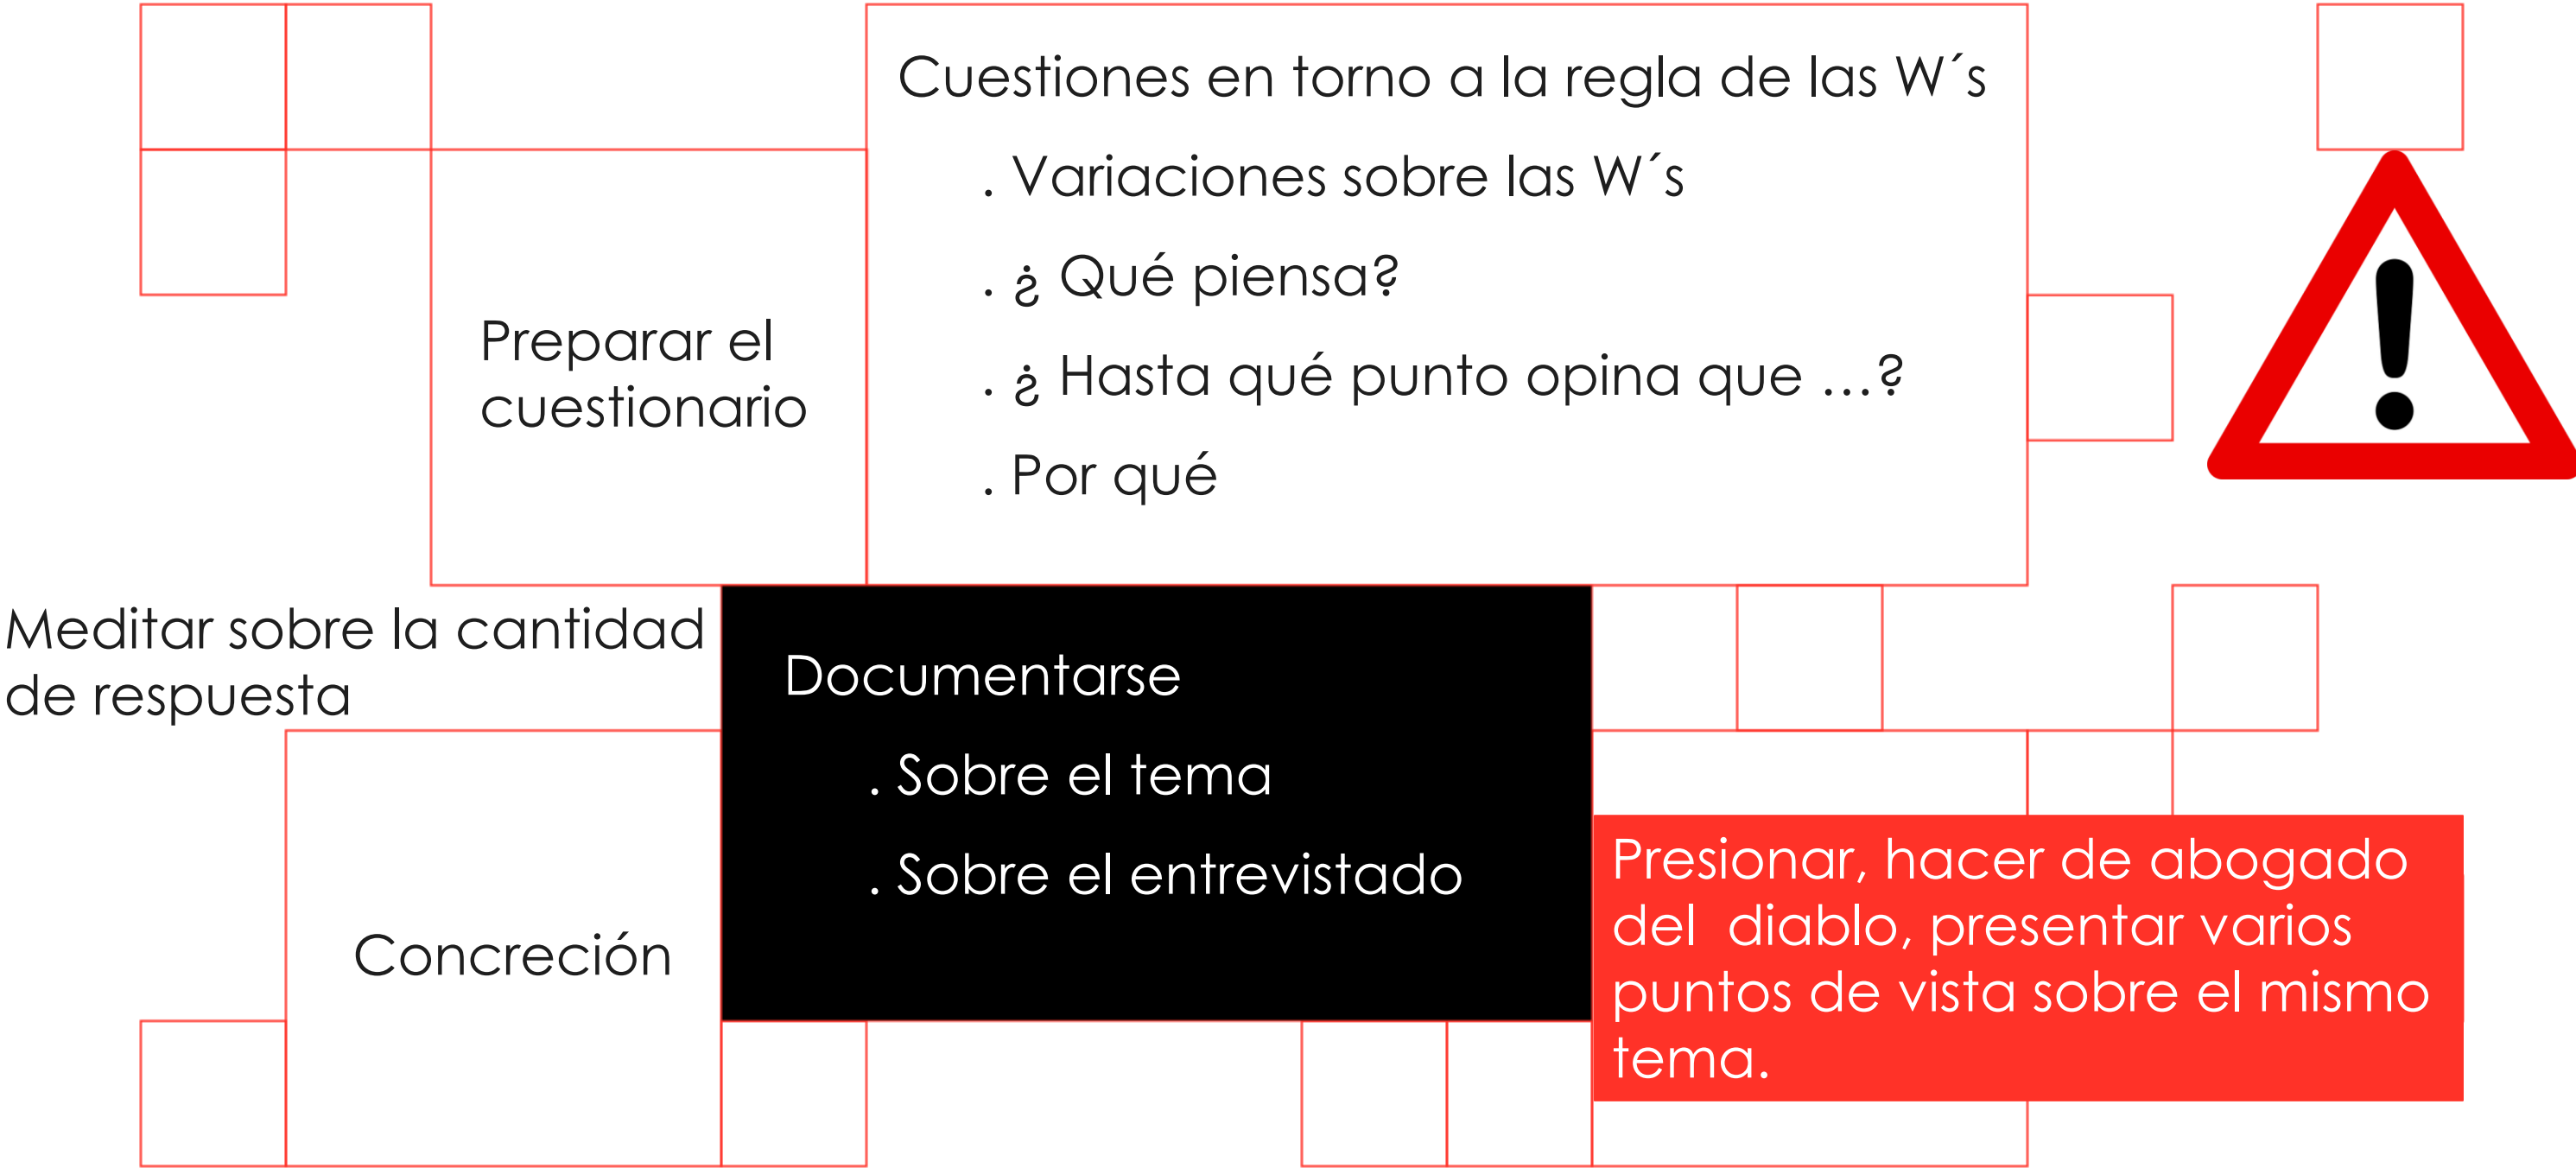 Cuestiones en torno a la regla de las W´s
. Variaciones sobre las W´s
. ¿ Qué piensa?
. ¿ Hasta qué punto opina que ...?
. Por qué
Preparar el
cuestionario
Meditar sobre la cantidad
de respuesta
Documentarse
. Sobre el tema
. Sobre el entrevistado
Concreción
Presionar, hacer de abogado
del  diablo, presentar varios
puntos de vista sobre el mismo
tema.